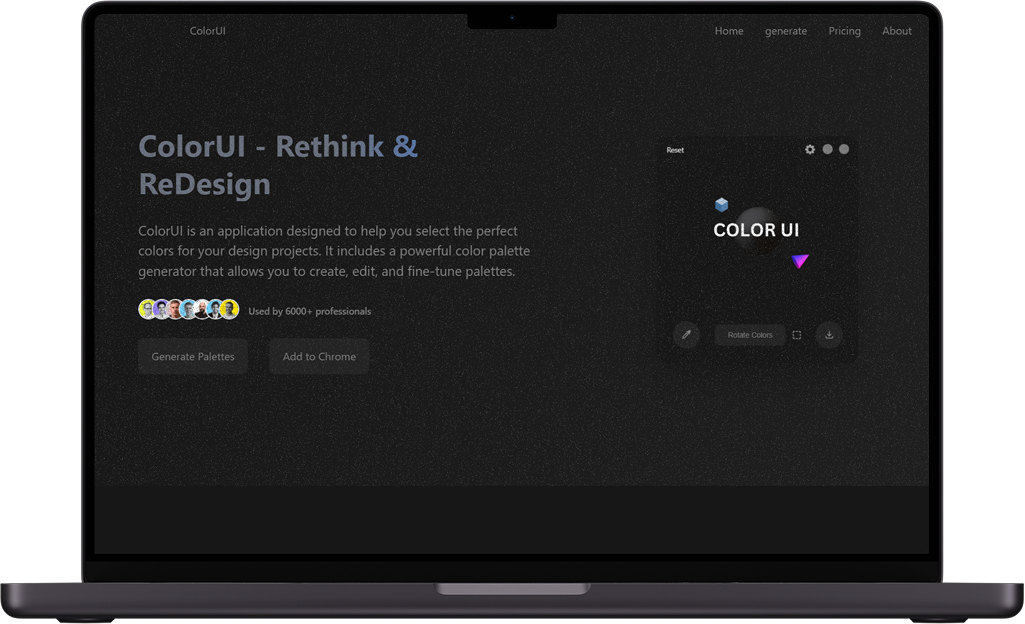 ColorUI
Home generate Pricing About
ColorUI - Rethink &
ReDesign
ColorUI is an application designed to help you select the perfect
colors for your design projects. It includes a powerful color palette
generator that allows you to create, edit, and fine-tune palettes.
Used by 6000+ professionals
Generate Palettes
Add to Chrome
Reset
COLOR UI
Rotate Colors